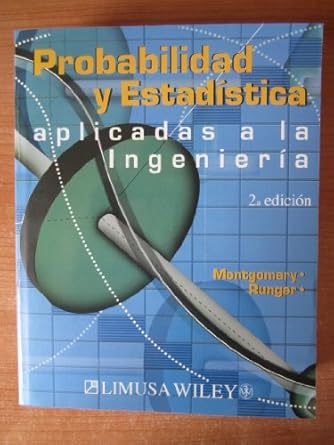 Probabilidad
y Estadística
aplicadas a la
Ingeniería
2a edición
Montgomery •
Runger •
LIMUSA WILEY